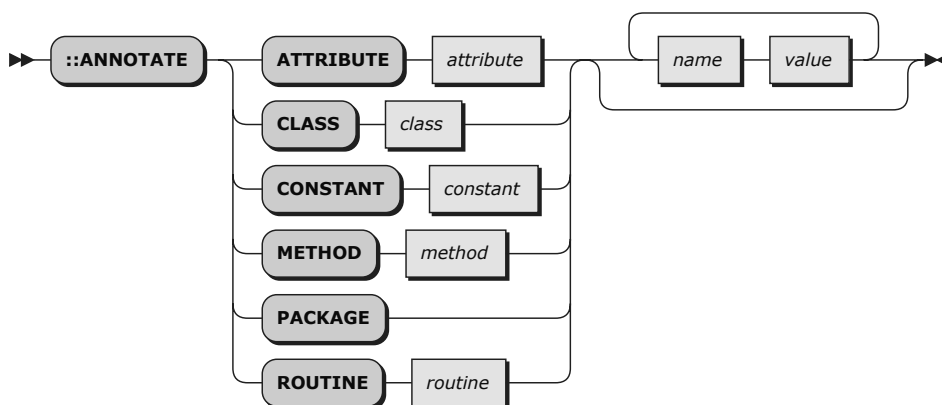 ::ANNOTATE ATTRIBUTE attribute name value
CLASS class
CONSTANT constant
METHOD method
PACKAGE
ROUTINE routine